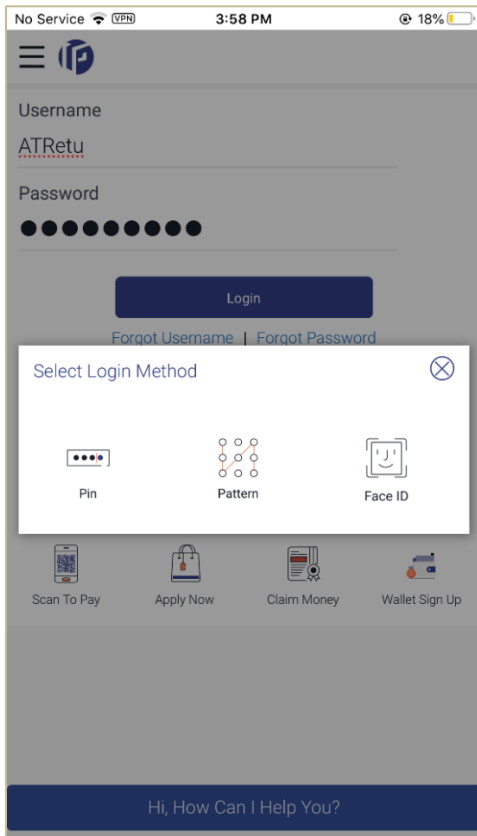 No Service VPN 3:58 PM 18%
Username
ATRetu
Password
Login
Forgot Username | Forgot Password
Select Login Method
Pin Pattern Face ID
Scan To Pay Apply Now Claim Money Wallet Sign Up
Hi, How Can I Help You?